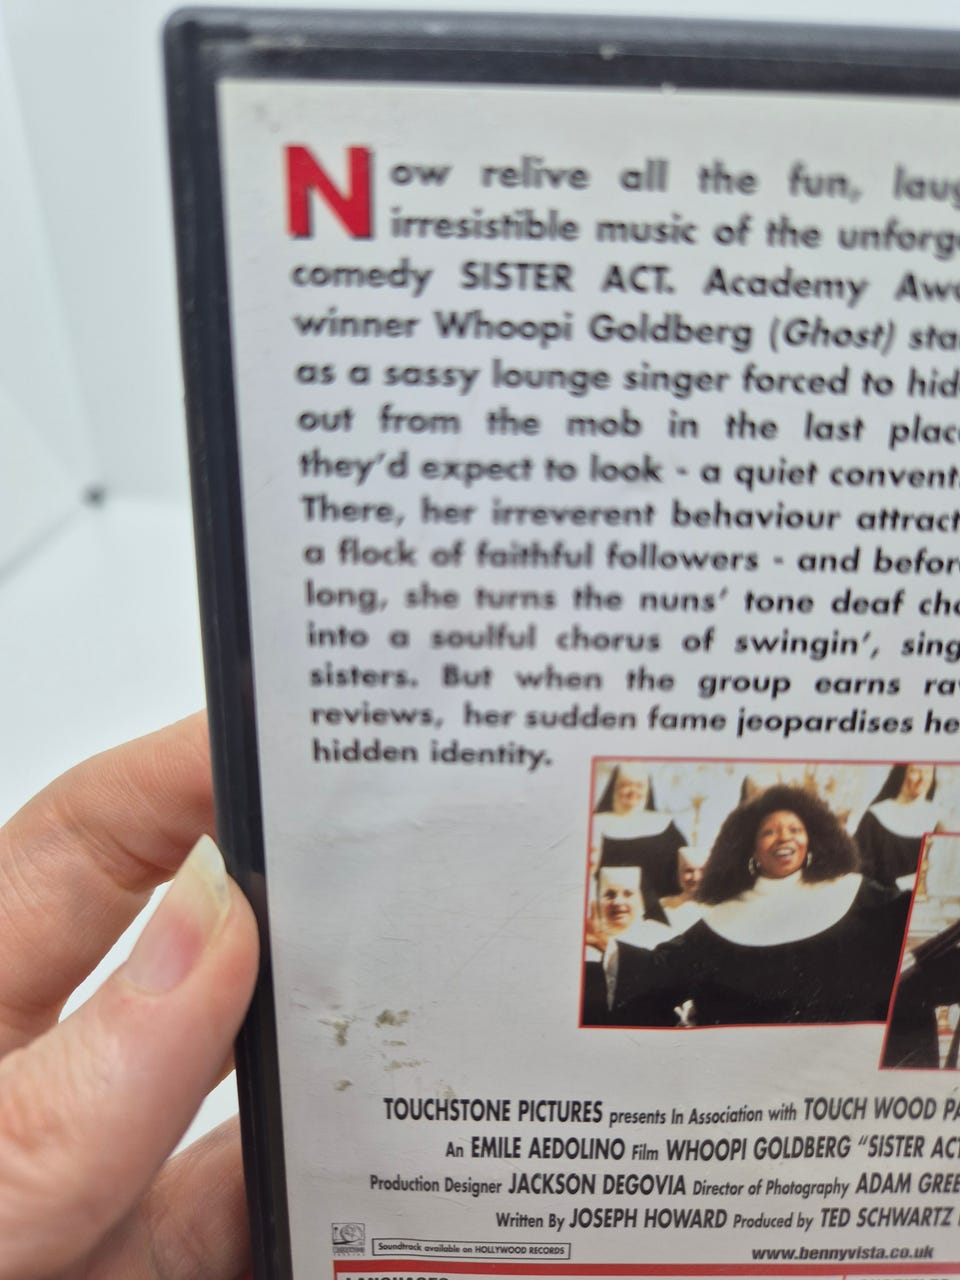 Now relive all the fun, laug
irresistible music of the unforg
comedy SISTER ACT. Academy Aw
winner Whoopi Goldberg (Ghost) sta
as a sassy lounge singer forced to hid
out from the mob in the last plac
they'd expect to look - a quiet convent.
There, her irreverent behaviour attract
a flock of faithful followers - and befor
long, she turns the nuns' tone deaf cho
into a soulful chorus of swingin', sing
sisters. But when the group earns ra
reviews, her sudden fame jeopardises he
hidden identity.
TOUCHSTONE PICTURES presents In Association with TOUCH WOOD PA
An EMILE AEDOLINO Film WHOOPI GOLDBERG "SISTER ACT
Production Designer JACKSON DEGOVIA Director of Photography ADAM GREE
Written By JOSEPH HOWARD Produced by TED SCHWARTZ
Soundtrack available on HOLLYWOOD RECORDS
www.bennyvista.co.uk
LANGUAGES